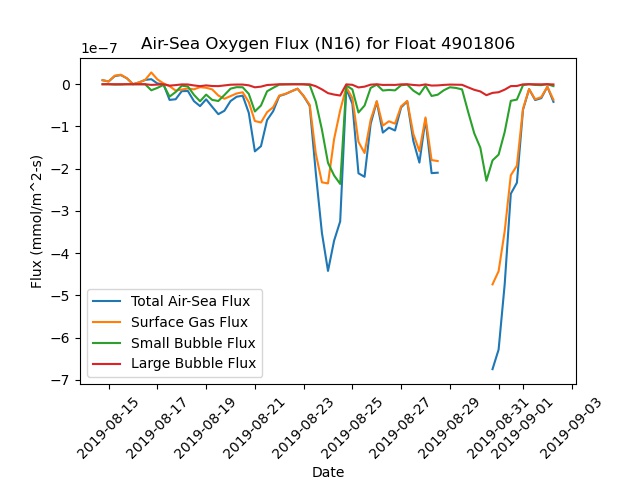 Air-Sea Oxygen Flux (N16) for Float 4901806
1e−7
0
−1
−2
−3
−4
−5
−6
−7
Flux (mmol/m^2-s)
Total Air-Sea Flux
Surface Gas Flux
Small Bubble Flux
Large Bubble Flux
2019-08-15
2019-08-17
2019-08-19
2019-08-21
2019-08-23
2019-08-25
2019-08-27
2019-08-29
2019-08-31
2019-09-01
2019-09-03
Date